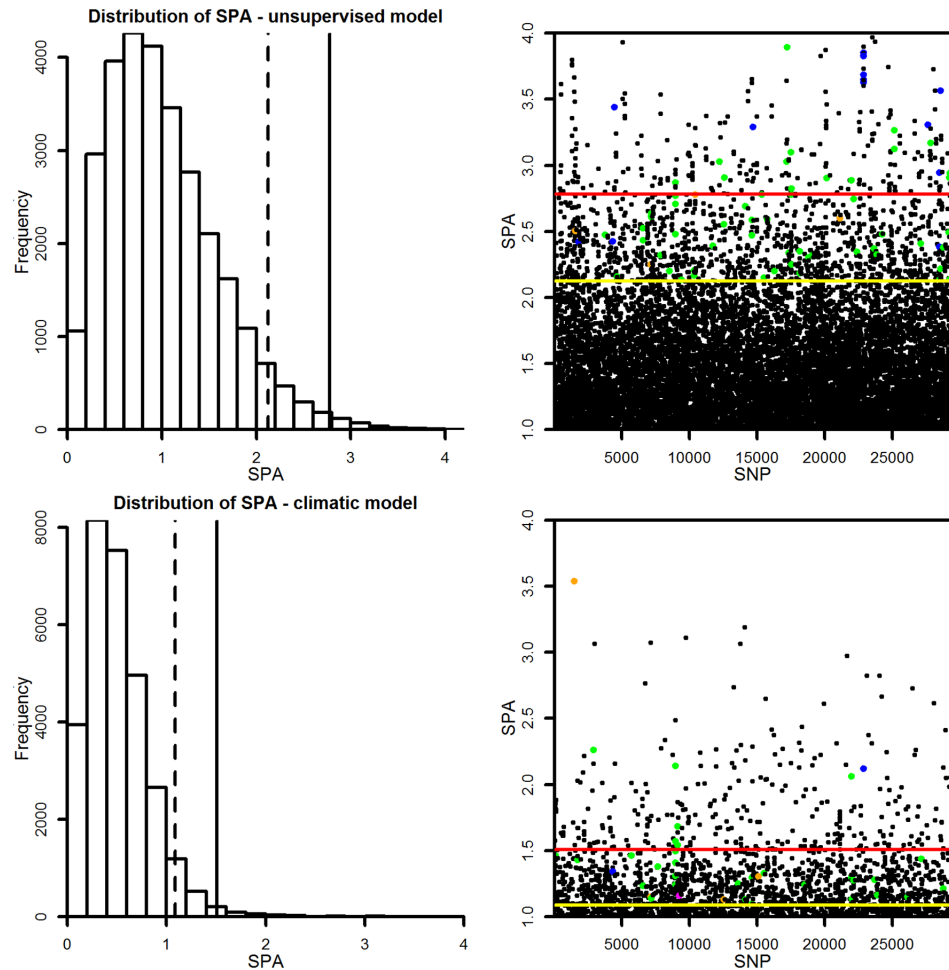 Distribution of SPA - unsupervised model
Frequency
0
1000
2000
3000
4000
0 1 2 3 4
SPA
SPA
1.0
1.5
2.0
2.5
3.0
3.5
4.0
5000 10000 15000 20000 25000
SNP
Distribution of SPA - climatic model
Frequency
0
2000
4000
6000
8000
0 1 2 3 4
SPA
SPA
1.0
1.5
2.0
2.5
3.0
3.5
4.0
5000 10000 15000 20000 25000
SNP